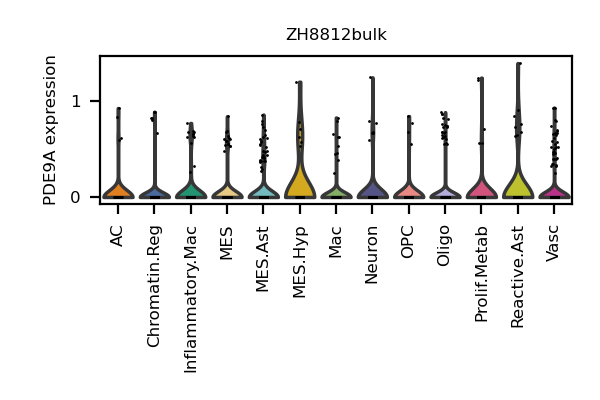 ZH8812bulk
PDE9A expression
1
0
AC
Chromatin.Reg
Inflammatory.Mac
MES
MES.Ast
MES.Hyp
Mac
Neuron
OPC
Oligo
Prolif.Metab
Reactive.Ast
Vasc